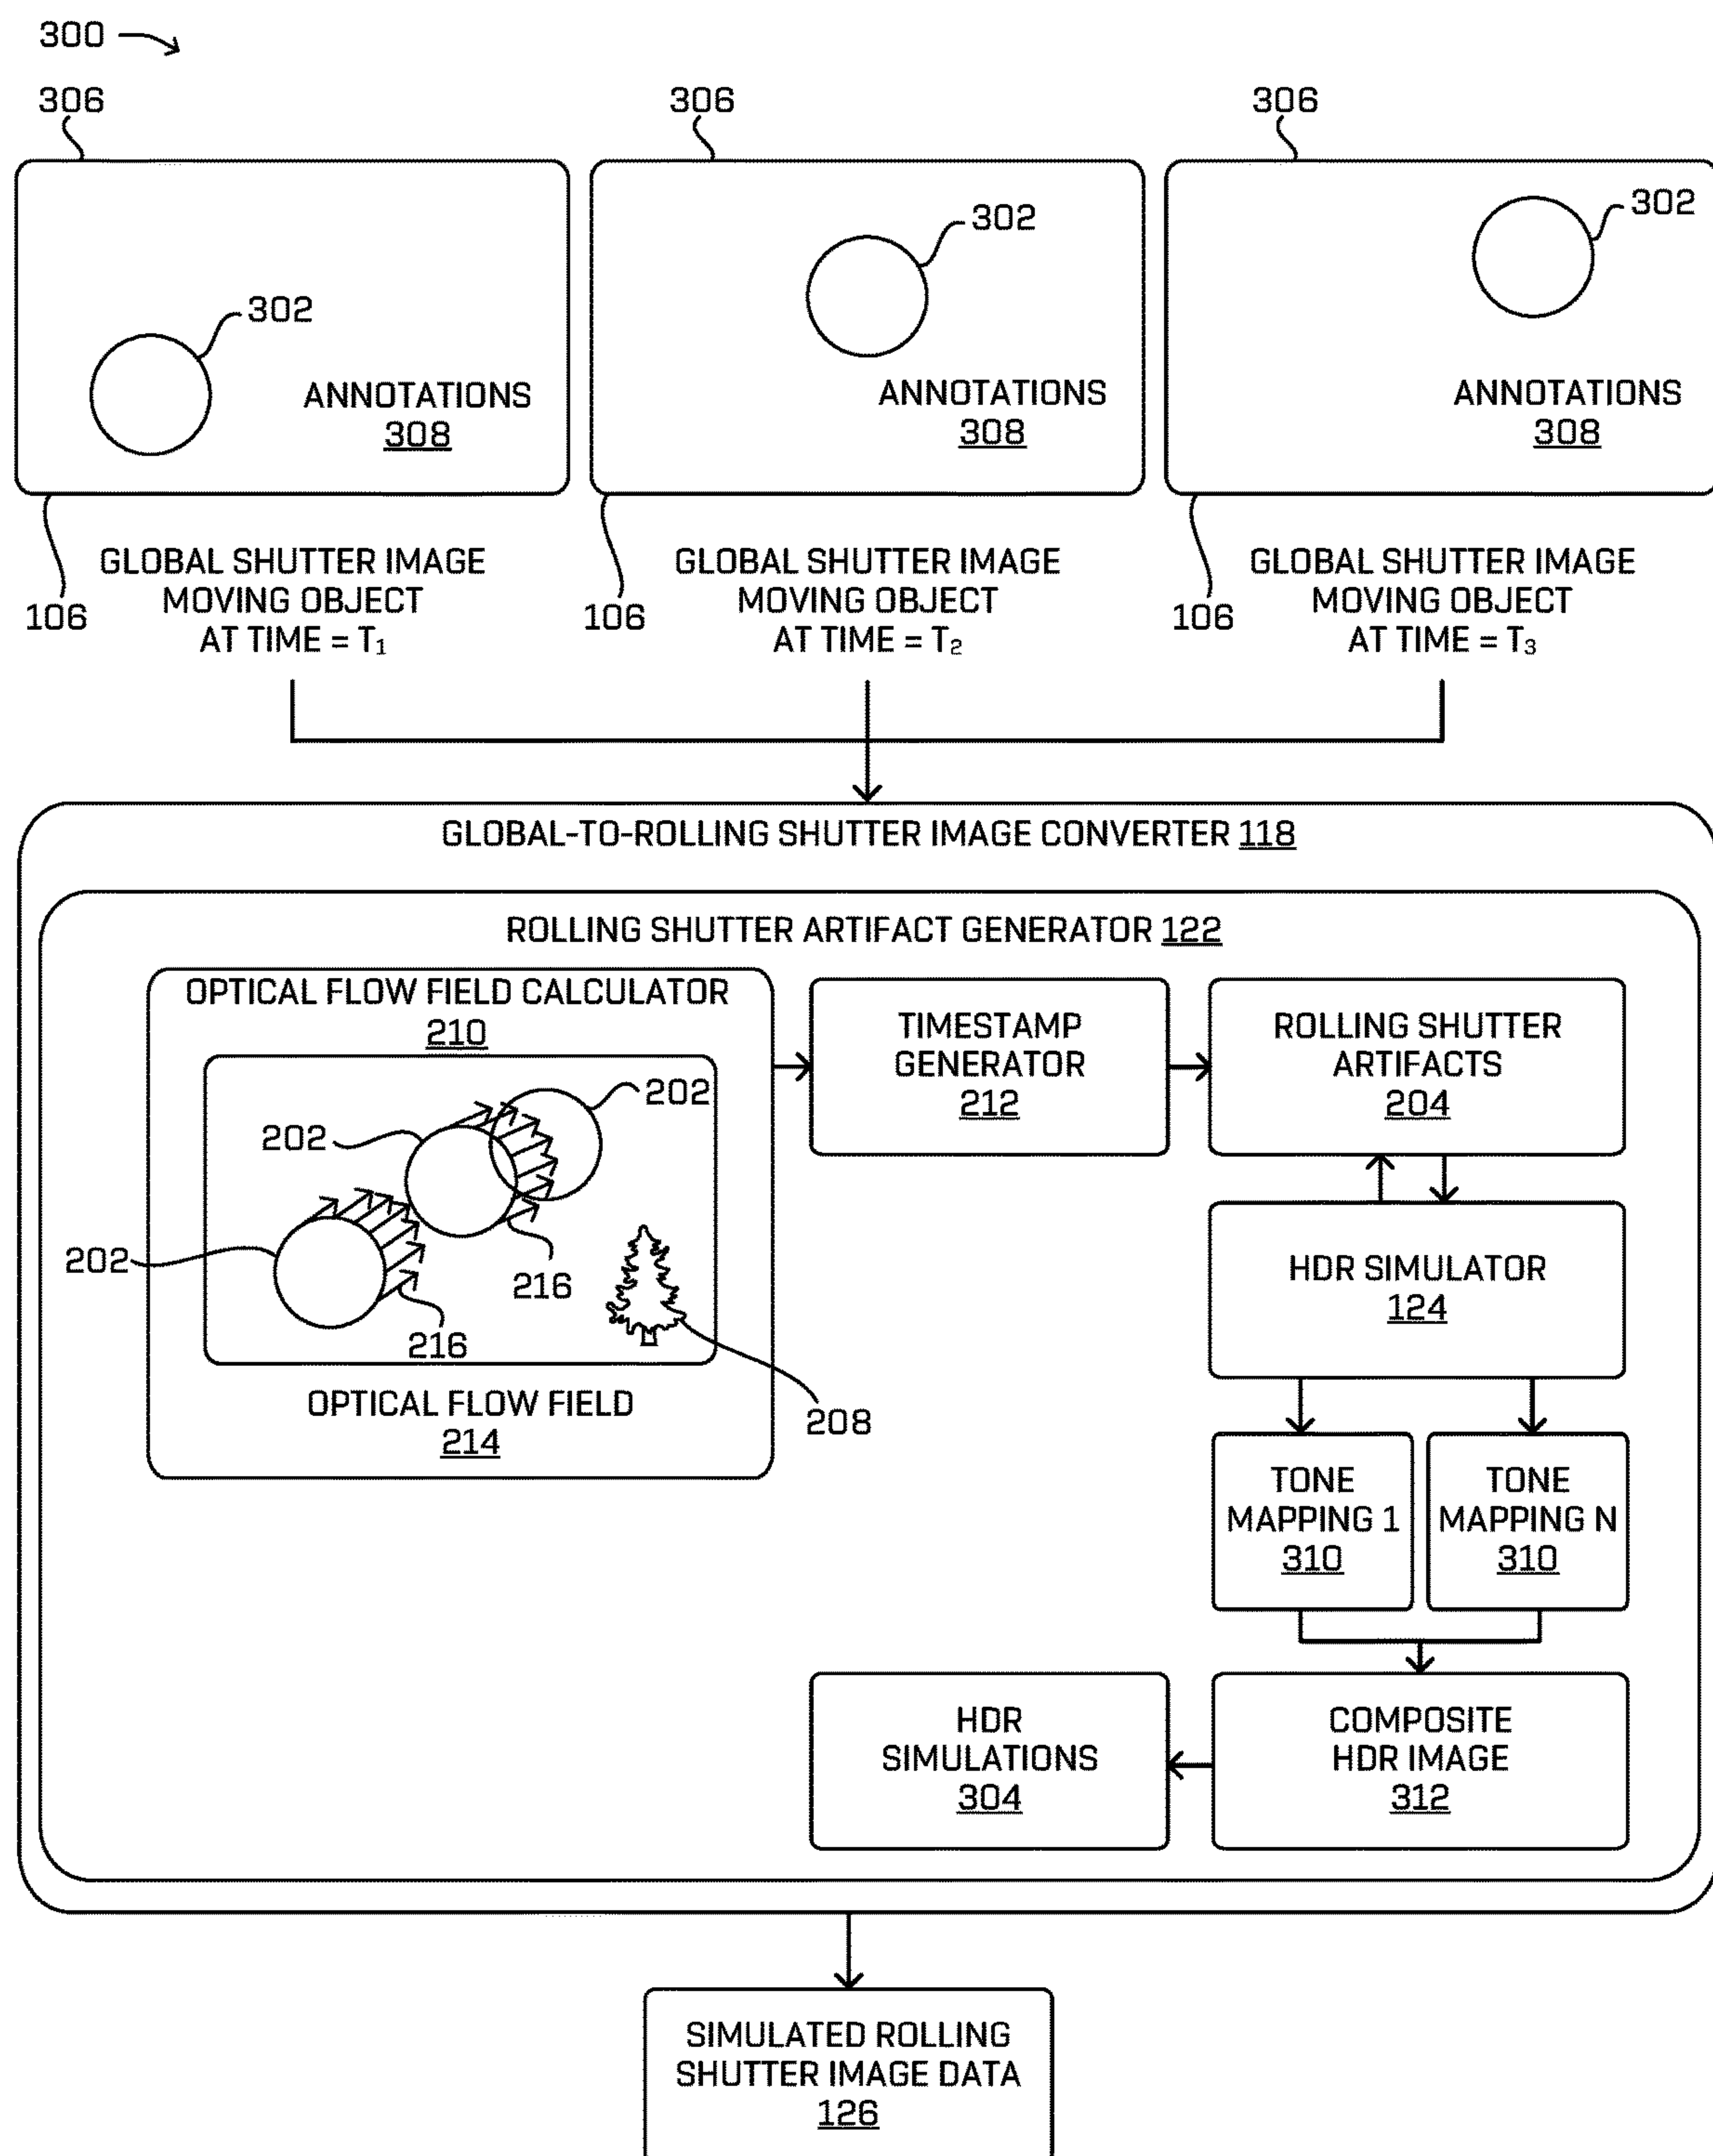 300
306
306
306
302
302
302
ANNOTATIONS
308
ANNOTATIONS
308
ANNOTATIONS
308
106
GLOBAL SHUTTER IMAGE
MOVING OBJECT
AT TIME = T₁
106
GLOBAL SHUTTER IMAGE
MOVING OBJECT
AT TIME = T₂
106
GLOBAL SHUTTER IMAGE
MOVING OBJECT
AT TIME = T₃
GLOBAL-TO-ROLLING SHUTTER IMAGE CONVERTER 118
ROLLING SHUTTER ARTIFACT GENERATOR 122
OPTICAL FLOW FIELD CALCULATOR
210
202
202
202
216
216
208
OPTICAL FLOW FIELD
214
TIMESTAMP
GENERATOR
212
ROLLING SHUTTER
ARTIFACTS
204
HDR SIMULATOR
124
TONE
MAPPING 1
310
TONE
MAPPING N
310
COMPOSITE
HDR IMAGE
312
HDR
SIMULATIONS
304
SIMULATED ROLLING
SHUTTER IMAGE DATA
126